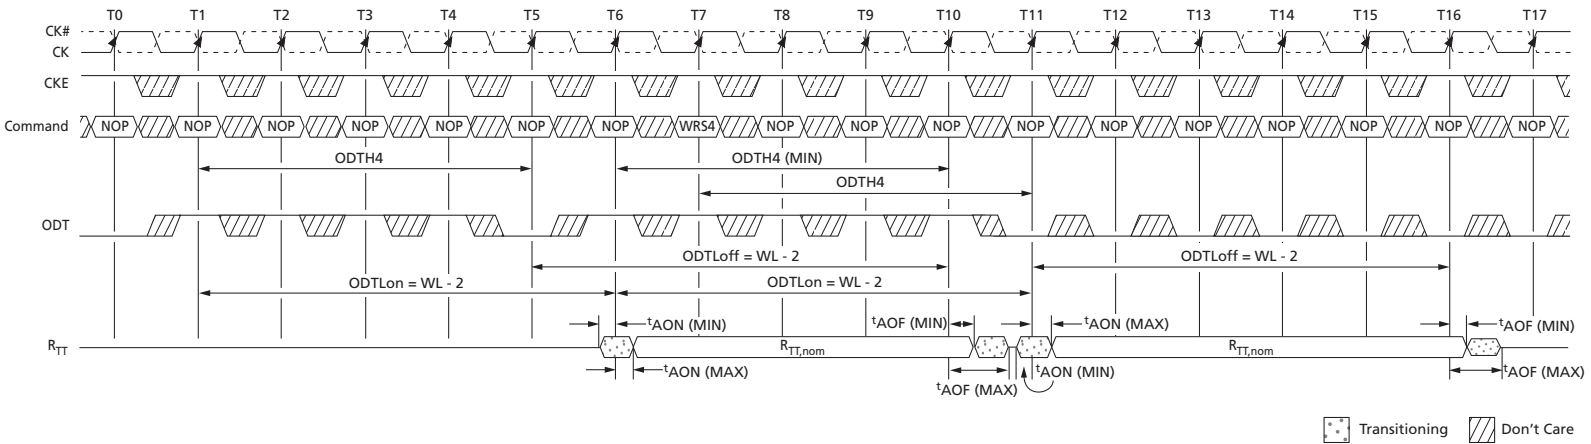 T0 T1 T2 T3 T4 T5 T6 T7 T8 T9 T10 T11 T12 T13 T14 T15 T16 T17
CK#
CK
CKE
Command NOP NOP NOP NOP NOP NOP NOP WRS4 NOP NOP NOP NOP NOP NOP NOP NOP NOP NOP
ODTH4 ODTH4 (MIN)
ODTH4
ODT
ODTLoff = WL - 2 ODTLoff = WL - 2
ODTLon = WL - 2 ODTLon = WL - 2
tAON (MIN) tAOF (MIN) tAON (MAX) tAOF (MIN)
RTT RTT,nom RTT,nom
tAON (MAX) tAON (MIN) tAOF (MAX)
tAOF (MAX)
Transitioning Don't Care